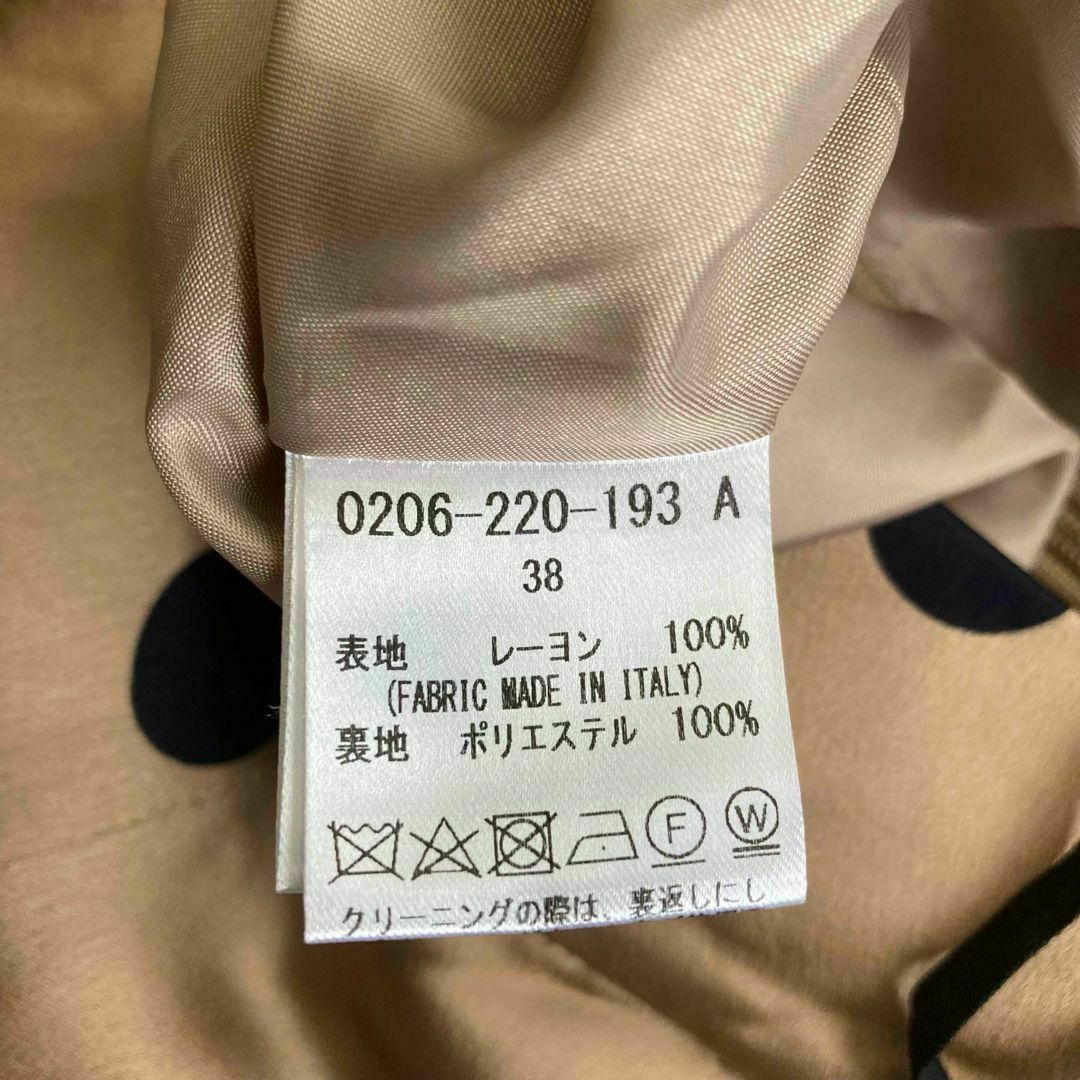 0206-220-193 A
38
表地 レーヨン 100%
(FABRIC MADE IN ITALY)
裏地 ポリエステル 100%
F W
クリーニングの際は、裏返しにし